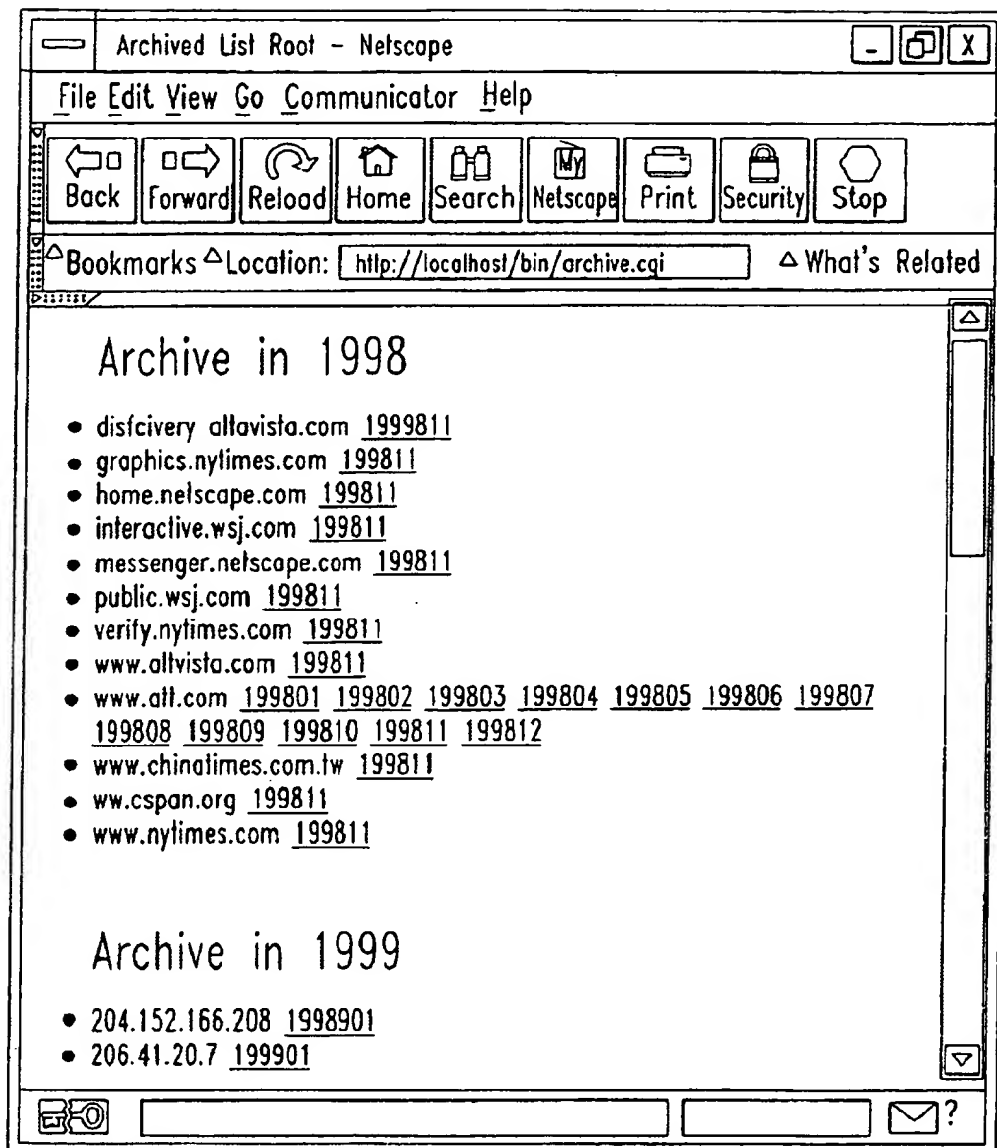 Archived List Root - Netscape
- X
File Edit View Go Communicator Help
Back Forward Reload Home Search Netscape Print Security Stop
My
Bookmarks Location: http://localhost/bin/archive.cgi What's Related
Archive in 1998
• disfcivery altavista.com 1999811
• graphics.nytimes.com 199811
• home.netscape.com 199811
• interactive.wsj.com 199811
• messenger.netscape.com 199811
• public.wsj.com 199811
• verify.nytimes.com 199811
• www.altvista.com 199811
• www.att.com 199801 199802 199803 199804 199805 199806 199807
199808 199809 199810 199811 199812
• www.chinatimes.com.tw 199811
• ww.cspan.org 199811
• www.nytimes.com 199811
Archive in 1999
• 204.152.166.208 1998901
• 206.41.20.7 199901
?